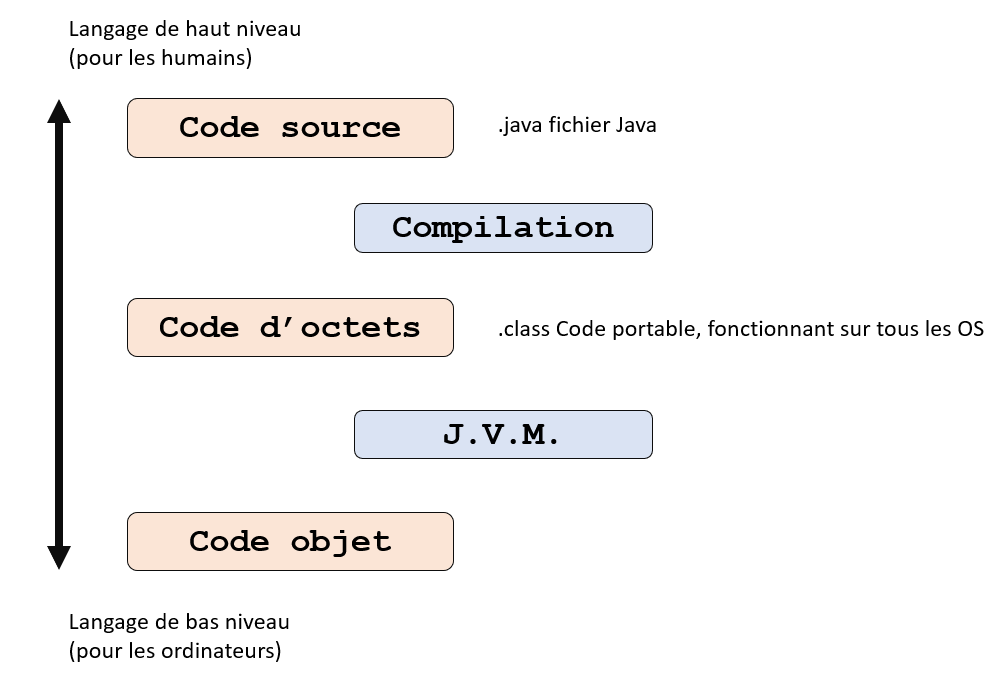 Langage de haut niveau
(pour les humains)
Code source
.java fichier Java
Compilation
Code d’octets
.class Code portable, fonctionnant sur tous les OS
J.V.M.
Code objet
Langage de bas niveau
(pour les ordinateurs)